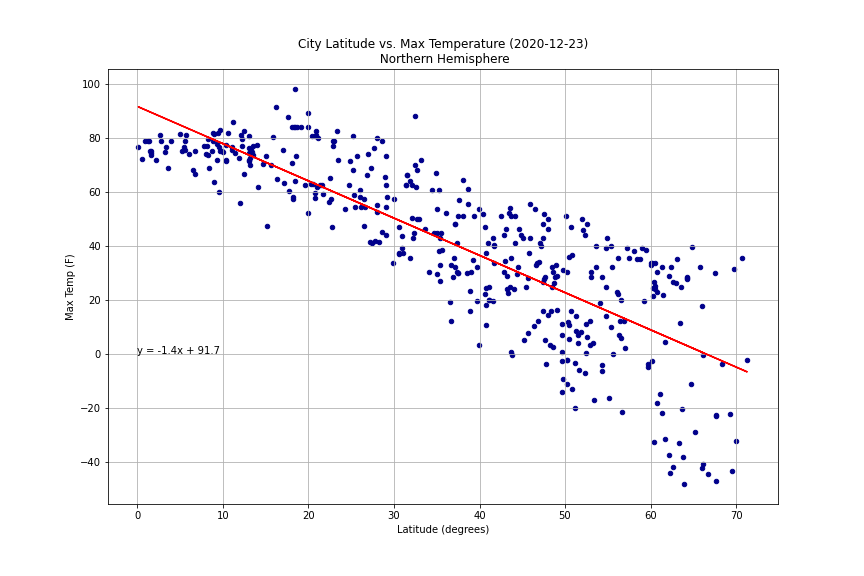 City Latitude vs. Max Temperature (2020-12-23)
Northern Hemisphere
100
80
60
40
20
0
−20
−40
Max Temp (F)
y = -1.4x + 91.7
0 10 20 30 40 50 60 70
Latitude (degrees)